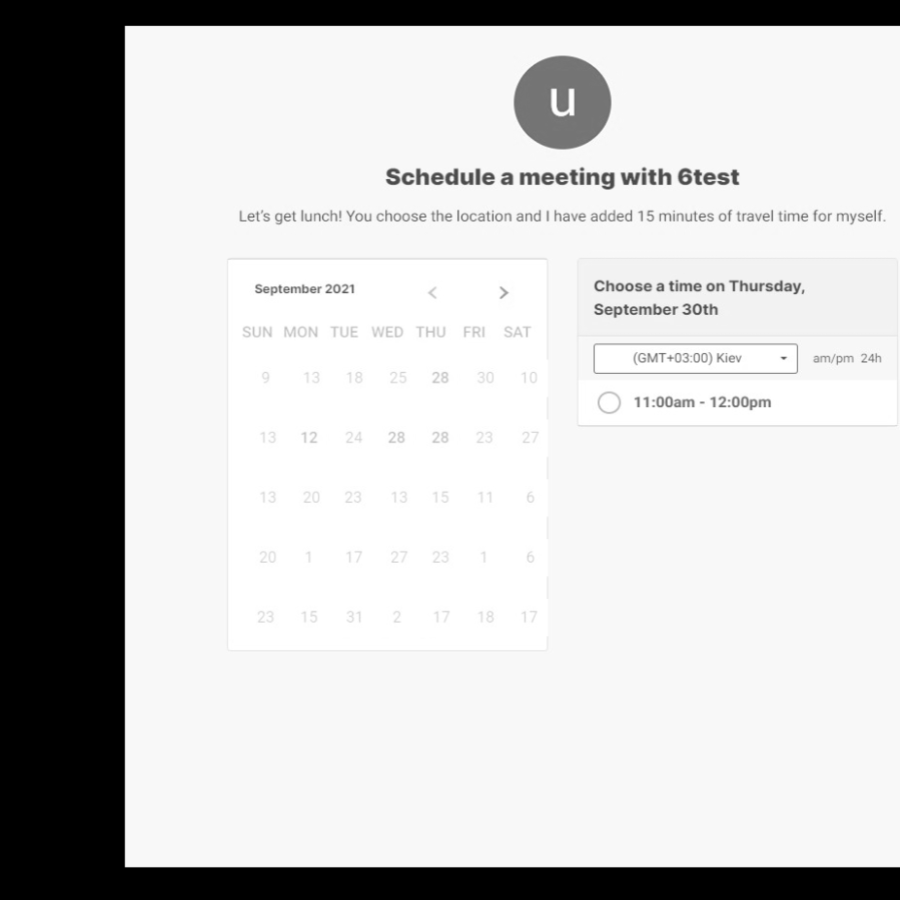 u
Schedule a meeting with 6test
Let's get lunch! You choose the location and I have added 15 minutes of travel time for myself.
September 2021 < >
SUN MON TUE WED THU FRI SAT
9 13 18 25 28 30 10
13 12 24 28 28 23 27
13 20 23 13 15 11 6
20 1 17 27 23 1 6
23 15 31 2 17 18 17
Choose a time on Thursday,
September 30th
(GMT+03:00) Kiev am/pm 24h
11:00am - 12:00pm